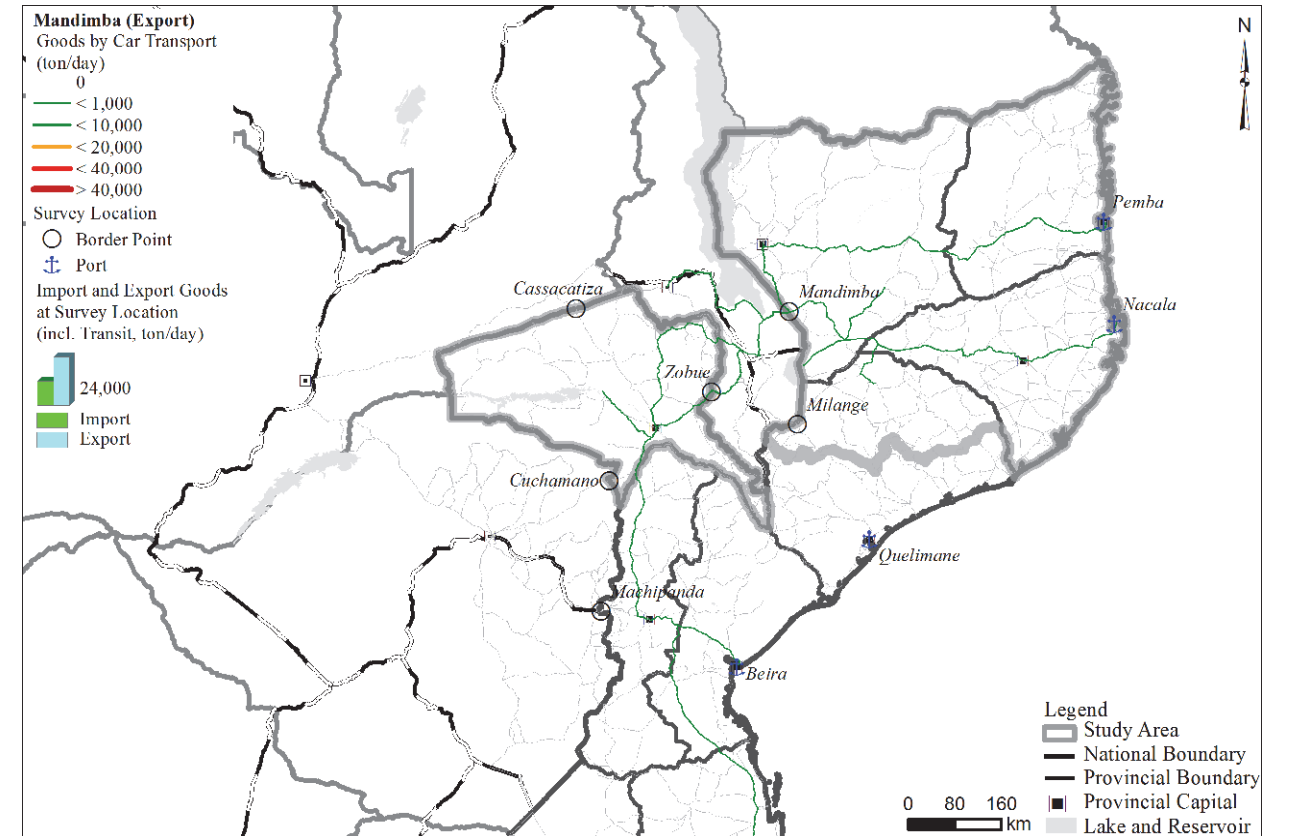 Mandimba (Export)
Goods by Car Transport
(ton/day)
0
< 1,000
< 10,000
< 20,000
< 40,000
> 40,000
Survey Location
Border Point
Port
Import and Export Goods
at Survey Location
(incl. Transit, ton/day)
24,000
Import
Export
N
Pemba
Nacala
Cassacatiza
Mandimba
Zobue
Milange
Cuchamano
Quelimane
Machipanda
Beira
Legend
Study Area
National Boundary
Provincial Boundary
Provincial Capital
Lake and Reservoir
0 80 160
km